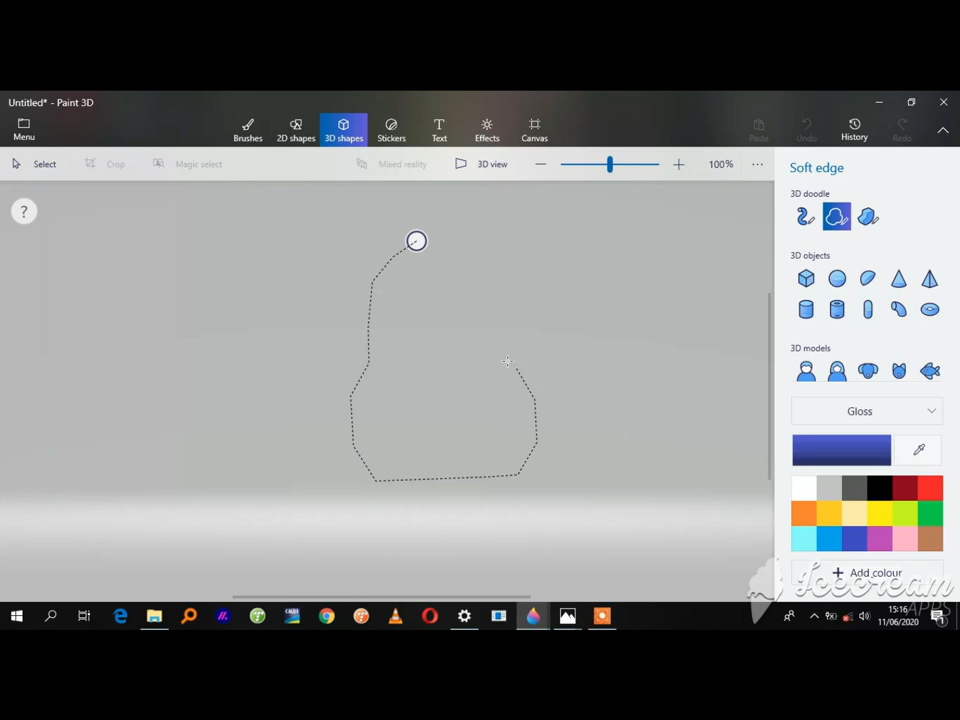 Untitled* - Paint 3D
Menu
Brushes
2D shapes
3D shapes
Stickers
Text
Effects
Canvas
Paste
Undo
History
Redo
Select
Crop
Magic select
Mixed reality
3D view
100%
Soft edge
?
3D doodle
3D objects
3D models
Gloss
Add colour
Icecream
APPS
15:16
11/06/2020